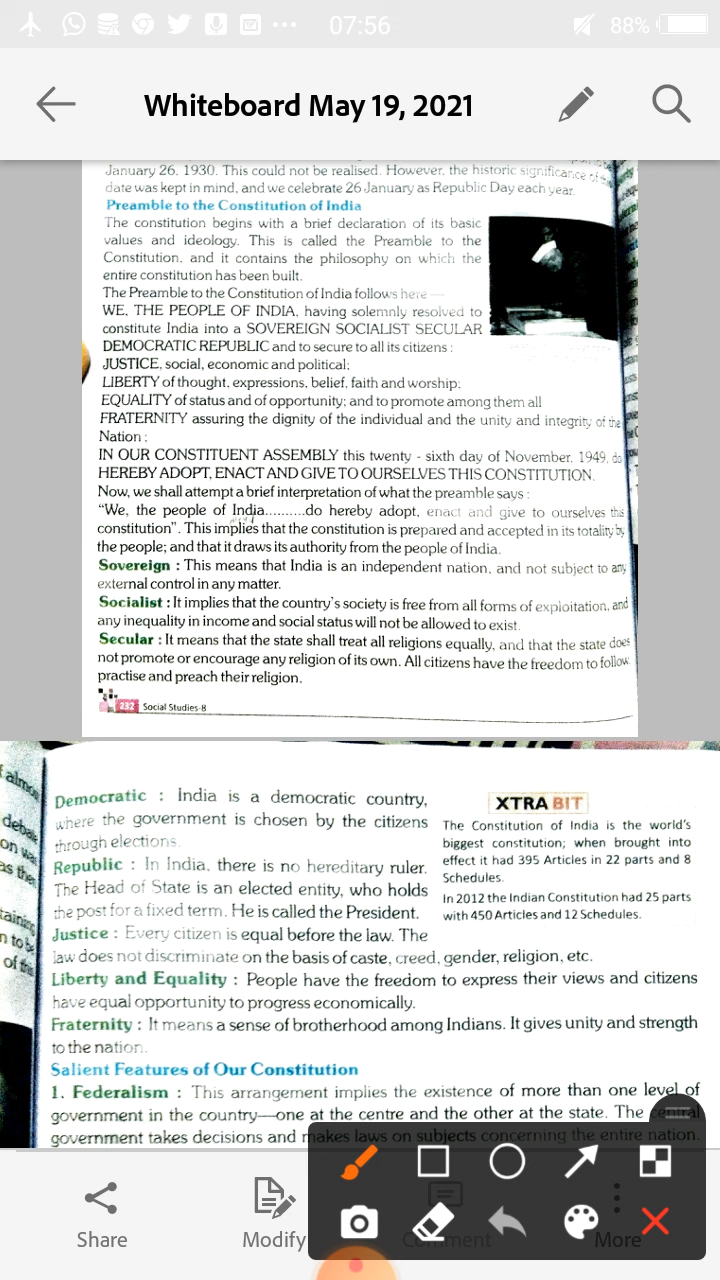 07:56
88%
Whiteboard May 19, 2021
January 26, 1930. This could not be realised. However, the historic significance of
date was kept in mind, and we celebrate 26 January as Republic Day each year.
Preamble to the Constitution of India
The constitution begins with a brief declaration of its basic
values and ideology. This is called the Preamble to the
Constitution, and it contains the philosophy on which the
entire constitution has been built.
The Preamble to the Constitution of India follows here —
WE, THE PEOPLE OF INDIA, having solemnly resolved to
constitute India into a SOVEREIGN SOCIALIST SECULAR
DEMOCRATIC REPUBLIC and to secure to all its citizens :
JUSTICE, social, economic and political;
LIBERTY of thought, expressions, belief, faith and worship;
EQUALITY of status and of opportunity; and to promote among them all
FRATERNITY assuring the dignity of the individual and the unity and integrity of the
Nation ;
IN OUR CONSTITUENT ASSEMBLY this twenty - sixth day of November, 1949, do
HEREBY ADOPT, ENACT AND GIVE TO OURSELVES THIS CONSTITUTION.
Now, we shall attempt a brief interpretation of what the preamble says :
“We, the people of India..........do hereby adopt, enact and give to ourselves this
constitution”. This implies that the constitution is prepared and accepted in its totality by
the people; and that it draws its authority from the people of India.
Sovereign : This means that India is an independent nation, and not subject to any
external control in any matter.
Socialist : It implies that the country's society is free from all forms of exploitation, and
any inequality in income and social status will not be allowed to exist.
Secular : It means that the state shall treat all religions equally, and that the state does
not promote or encourage any religion of its own. All citizens have the freedom to follow,
practise and preach their religion.
232 Social Studies-8
almos
debate
on was
as the
taining
n to be
of this
Democratic : India is a democratic country,
where the government is chosen by the citizens
through elections.
Republic : In India, there is no hereditary ruler.
The Head of State is an elected entity, who holds
the post for a fixed term. He is called the President.
Justice : Every citizen is equal before the law. The
law does not discriminate on the basis of caste, creed, gender, religion, etc.
XTRA BIT
The Constitution of India is the world's
biggest constitution; when brought into
effect it had 395 Articles in 22 parts and 8
Schedules.
In 2012 the Indian Constitution had 25 parts
with 450 Articles and 12 Schedules.
Liberty and Equality : People have the freedom to express their views and citizens
have equal opportunity to progress economically.
Fraternity : It means a sense of brotherhood among Indians. It gives unity and strength
to the nation.
Salient Features of Our Constitution
1. Federalism : This arrangement implies the existence of more than one level of
government in the country—one at the centre and the other at the state. The central
government takes decisions and makes laws on subjects concerning the entire nation.
Share
Modify
Comment
More